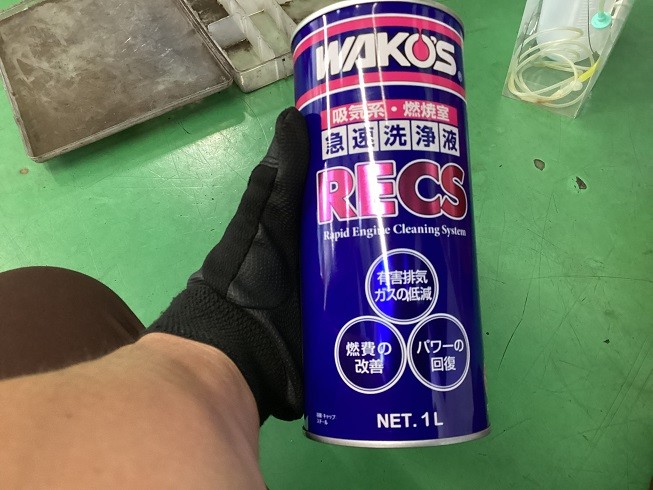 WAKO'S
吸気系・燃焼室
急速洗浄液
RECS
Rapid Engine Cleaning System
有害排気
ガスの低減
燃費の
改善
パワーの
回復
NET. 1L